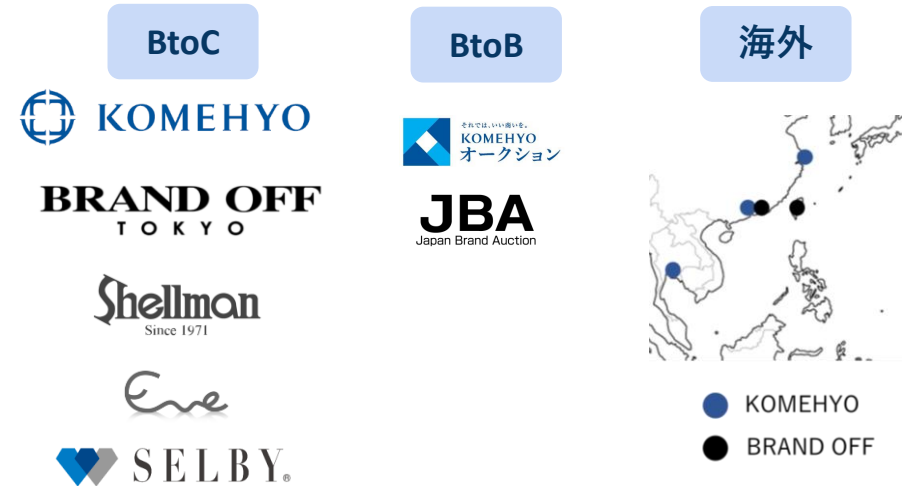 BtoC
KOMEHYO
BRAND OFF
TOKYO
Shellman
Since 1971
Eve
SELBY®
BtoB
それでは、いい商いを。
KOMEHYO
オークション
JBA
Japan Brand Auction
海外
KOMEHYO
BRAND OFF